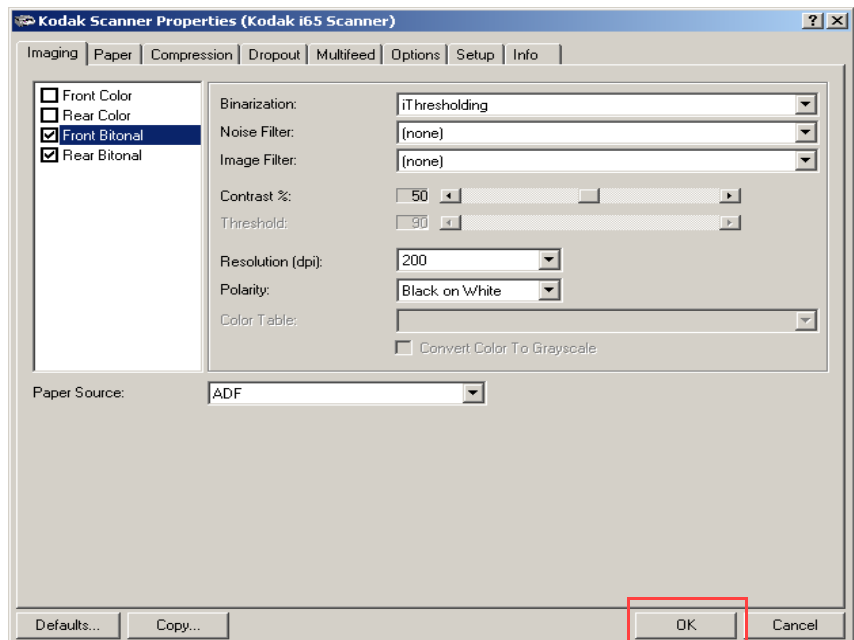 Kodak Scanner Properties (Kodak i65 Scanner)
Imaging Paper Compression Dropout Multifeed Options Setup Info
Front Color
Rear Color
Front Bitonal
Rear Bitonal
Binarization: iThresholding
Noise Filter: (none)
Image Filter: (none)
Contrast %: 50
Threshold: 90
Resolution (dpi): 200
Polarity: Black on White
Color Table:
Convert Color To Grayscale
Paper Source: ADF
Defaults... Copy... OK Cancel